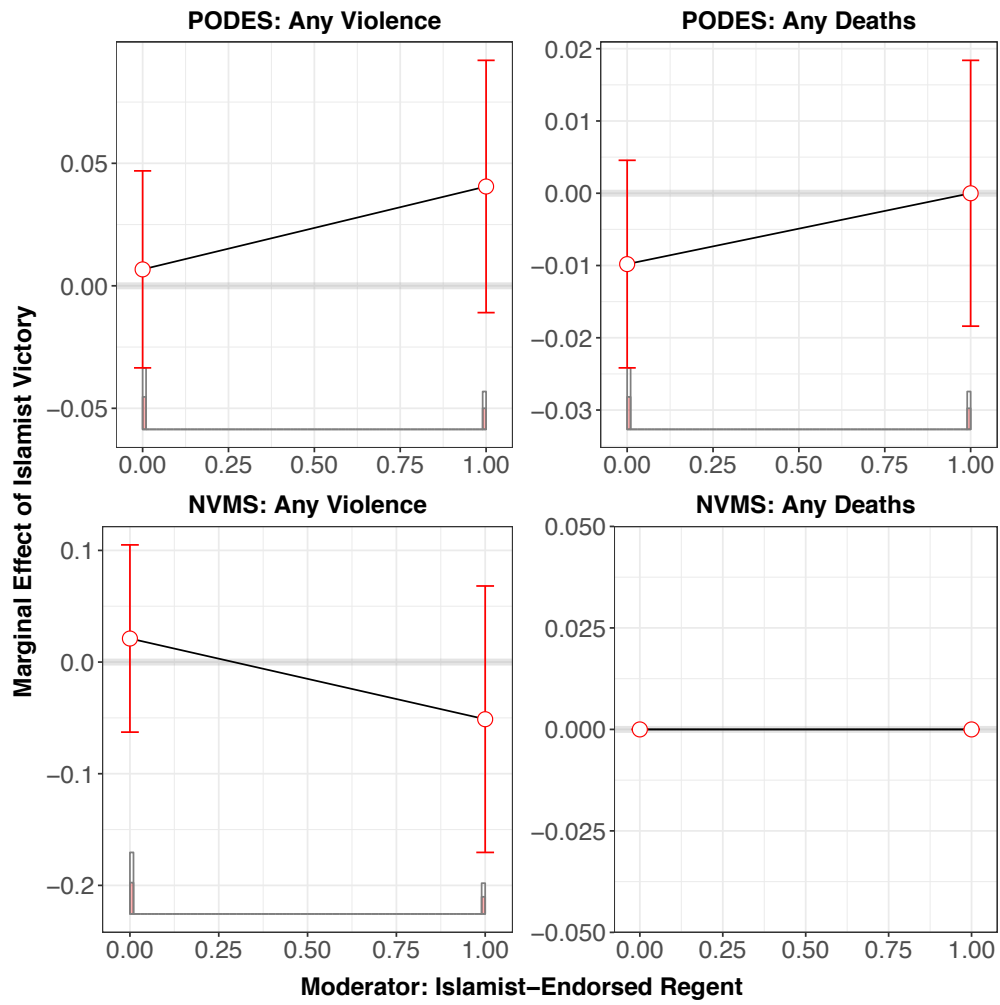 PODES: Any Violence
PODES: Any Deaths
0.05
0.00
−0.05
0.00 0.25 0.50 0.75 1.00
0.02
0.01
0.00
−0.01
−0.02
−0.03
0.00 0.25 0.50 0.75 1.00
Marginal Effect of Islamist Victory
NVMS: Any Violence
NVMS: Any Deaths
0.1
0.0
−0.1
−0.2
0.00 0.25 0.50 0.75 1.00
0.050
0.025
0.000
−0.025
−0.050
0.00 0.25 0.50 0.75 1.00
Moderator: Islamist−Endorsed Regent